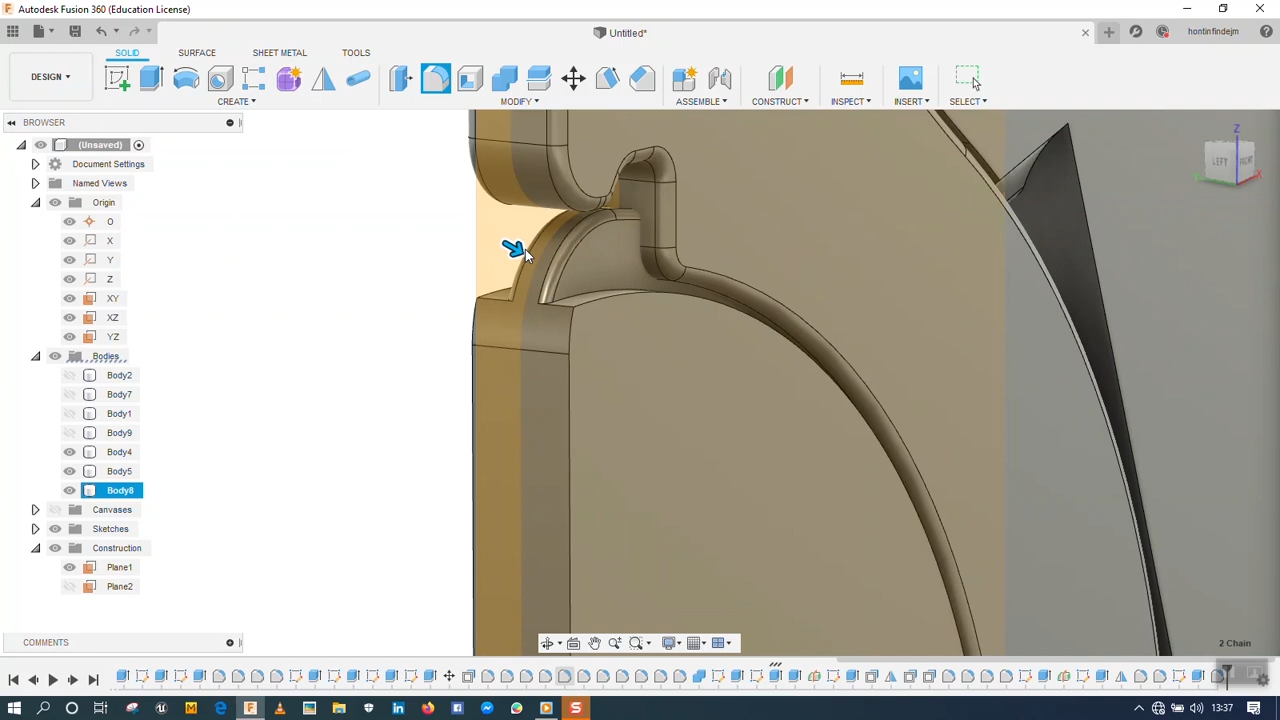 Autodesk Fusion 360 (Education License)
Untitled*
hontinfindejm
DESIGN
SOLID
SURFACE
SHEET METAL
TOOLS
CREATE
MODIFY
ASSEMBLE
CONSTRUCT
INSPECT
INSERT
SELECT
BROWSER
(Unsaved)
Document Settings
Named Views
Origin
O
X
Y
Z
XY
XZ
YZ
Bodies
Body2
Body7
Body1
Body9
Body4
Body5
Body8
Canvases
Sketches
Construction
Plane1
Plane2
COMMENTS
Z
LEFT
FRONT
X
Y
2 Chain
13:37